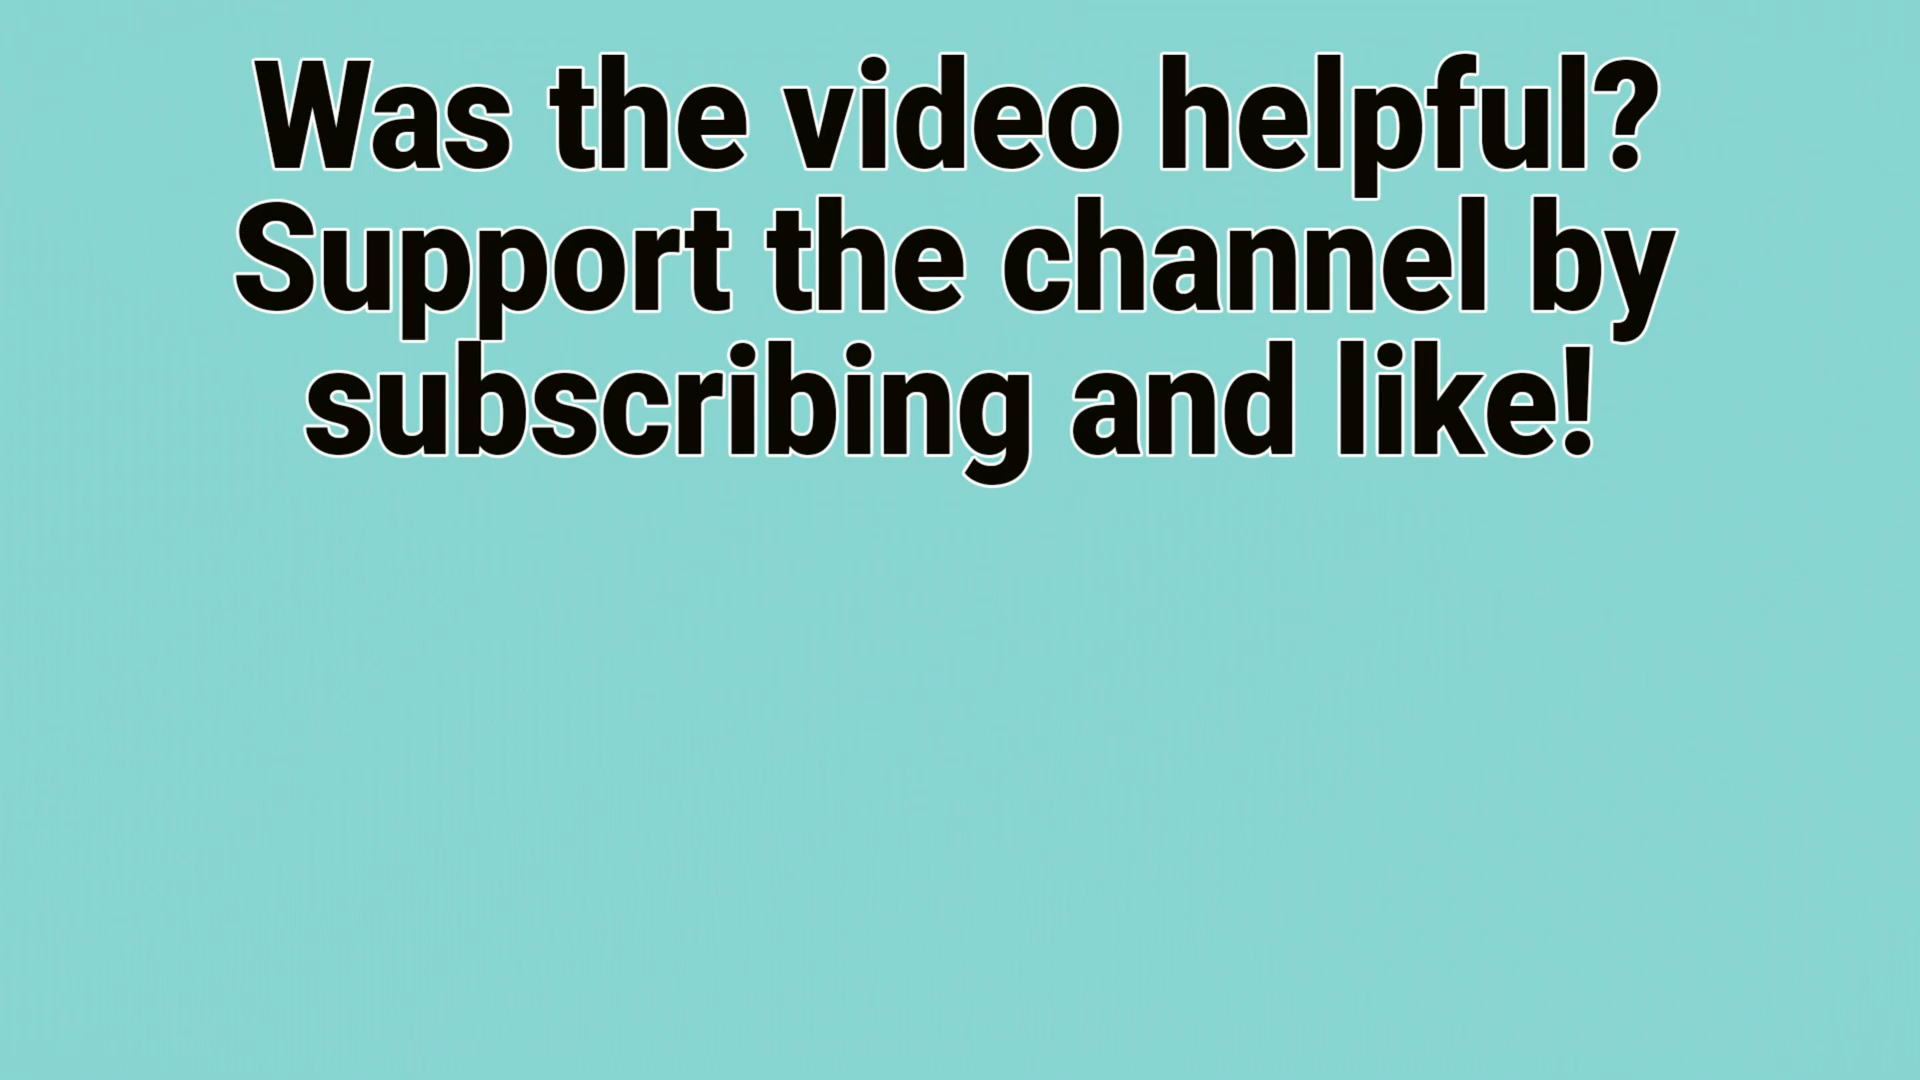 Was the video helpful?
Support the channel by
subscribing and like!